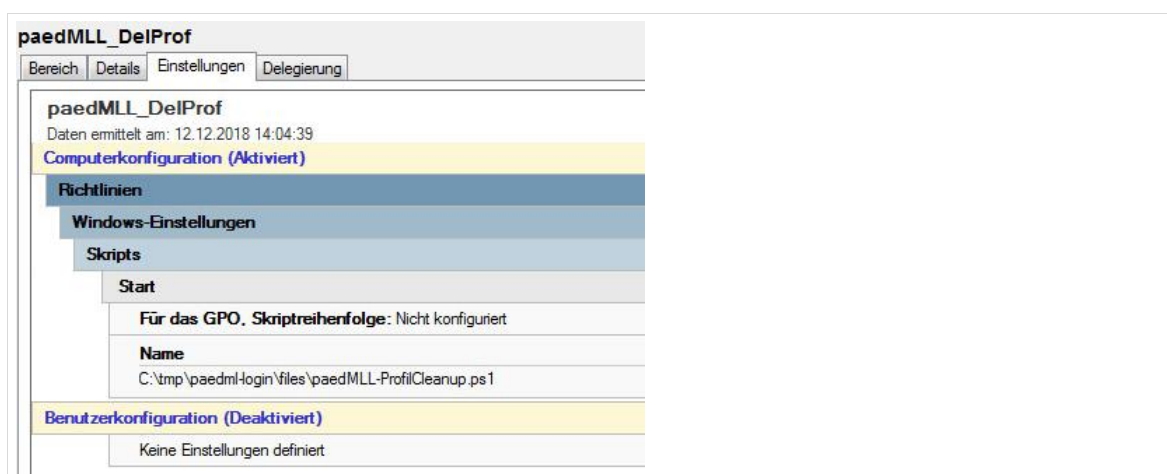 paedMLL_DelProf
Bereich Details Einstellungen Delegierung
paedMLL_DelProf
Daten ermittelt am: 12.12.2018 14:04:39
Computerkonfiguration (Aktiviert)
Richtlinien
Windows-Einstellungen
Skripts
Start
Für das GPO, Skriptreihenfolge: Nicht konfiguriert
Name
C:\tmp\paedml-login\files\paedMLL-ProfilCleanup.ps1
Benutzerkonfiguration (Deaktiviert)
Keine Einstellungen definiert